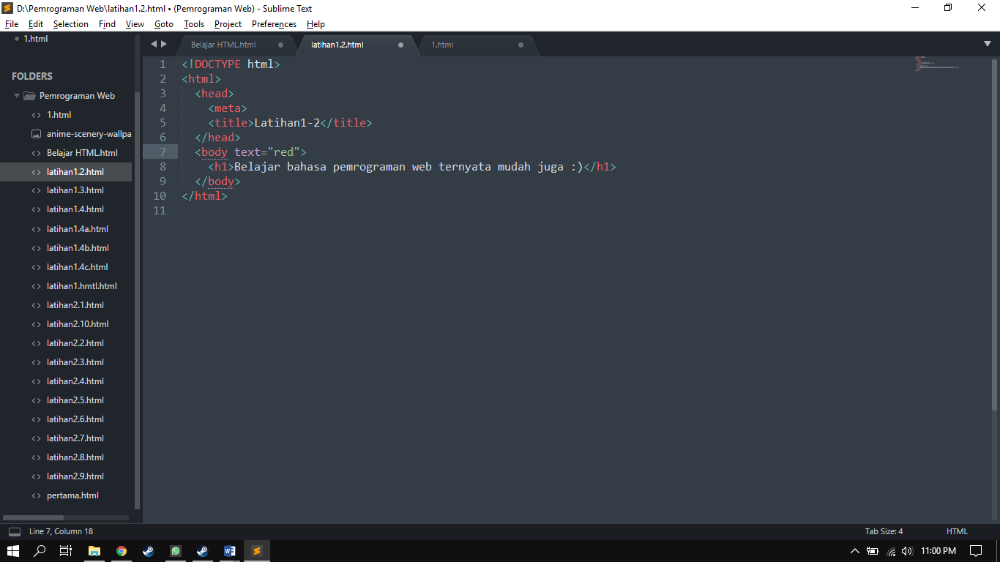 D:\Pemrograman Web\latihan1.2.html • (Pemrograman Web) - Sublime Text
File Edit Selection Find View Goto Tools Project Preferences Help
1.html
FOLDERS
Pemrograman Web
1.html
anime-scenery-wallpa
Belajar HTML.html
latihan1.2.html
latihan1.3.html
latihan1.4.html
latihan1.4a.html
latihan1.4b.html
latihan1.4c.html
latihan1.hmtl.html
latihan2.1.html
latihan2.10.html
latihan2.2.html
latihan2.3.html
latihan2.4.html
latihan2.5.html
latihan2.6.html
latihan2.7.html
latihan2.8.html
latihan2.9.html
pertama.html
Belajar HTML.html latihan1.2.html 1.html
1 <!DOCTYPE html>
2 <html>
3   <head>
4     <meta>
5     <title>Latihan1-2</title>
6   </head>
7   <body text="red">
8     <h1>Belajar bahasa pemrograman web ternyata mudah juga :)</h1>
9   </body>
10 </html>
11
Line 7, Column 18 Tab Size: 4 HTML
11:00 PM